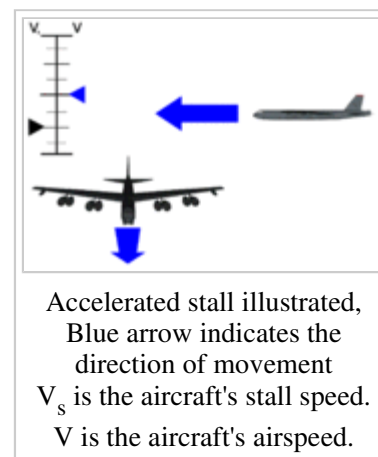 Vs V
Accelerated stall illustrated,
Blue arrow indicates the
direction of movement
Vs is the aircraft's stall speed.
V is the aircraft's airspeed.